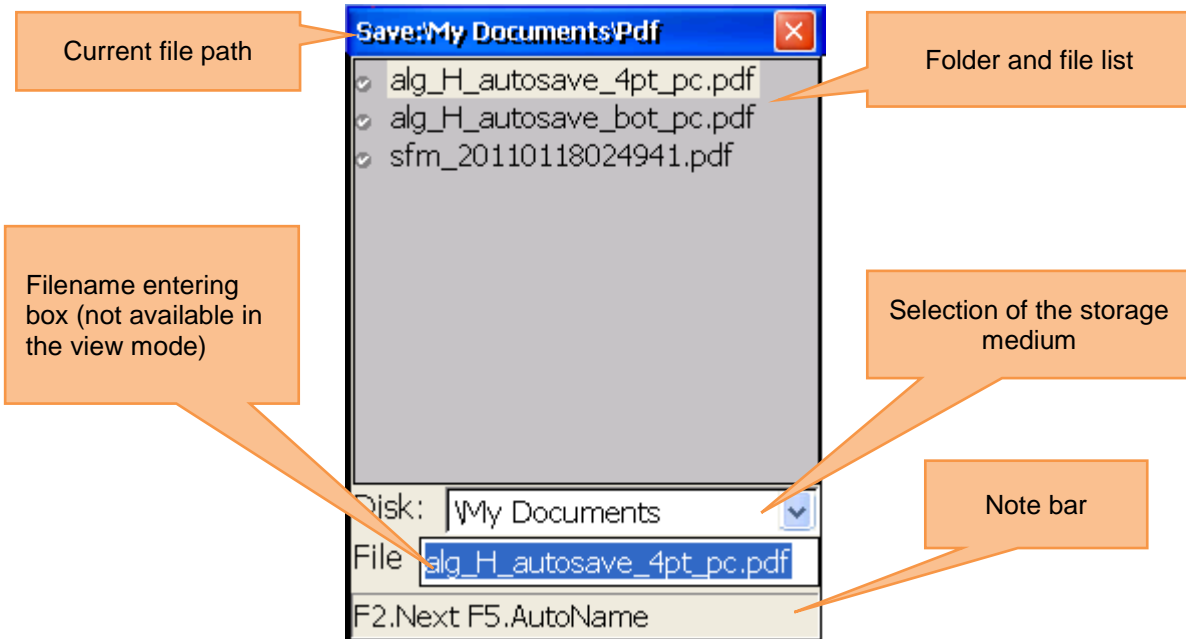 Current file path
Save:\My Documents\Pdf
Folder and file list
alg_H_autosave_4pt_pc.pdf
alg_H_autosave_bot_pc.pdf
sfm_20110118024941.pdf
Filename entering
box (not available in
the view mode)
Selection of the storage
medium
Disk: \My Documents
Note bar
File alg_H_autosave_4pt_pc.pdf
F2.Next F5.AutoName